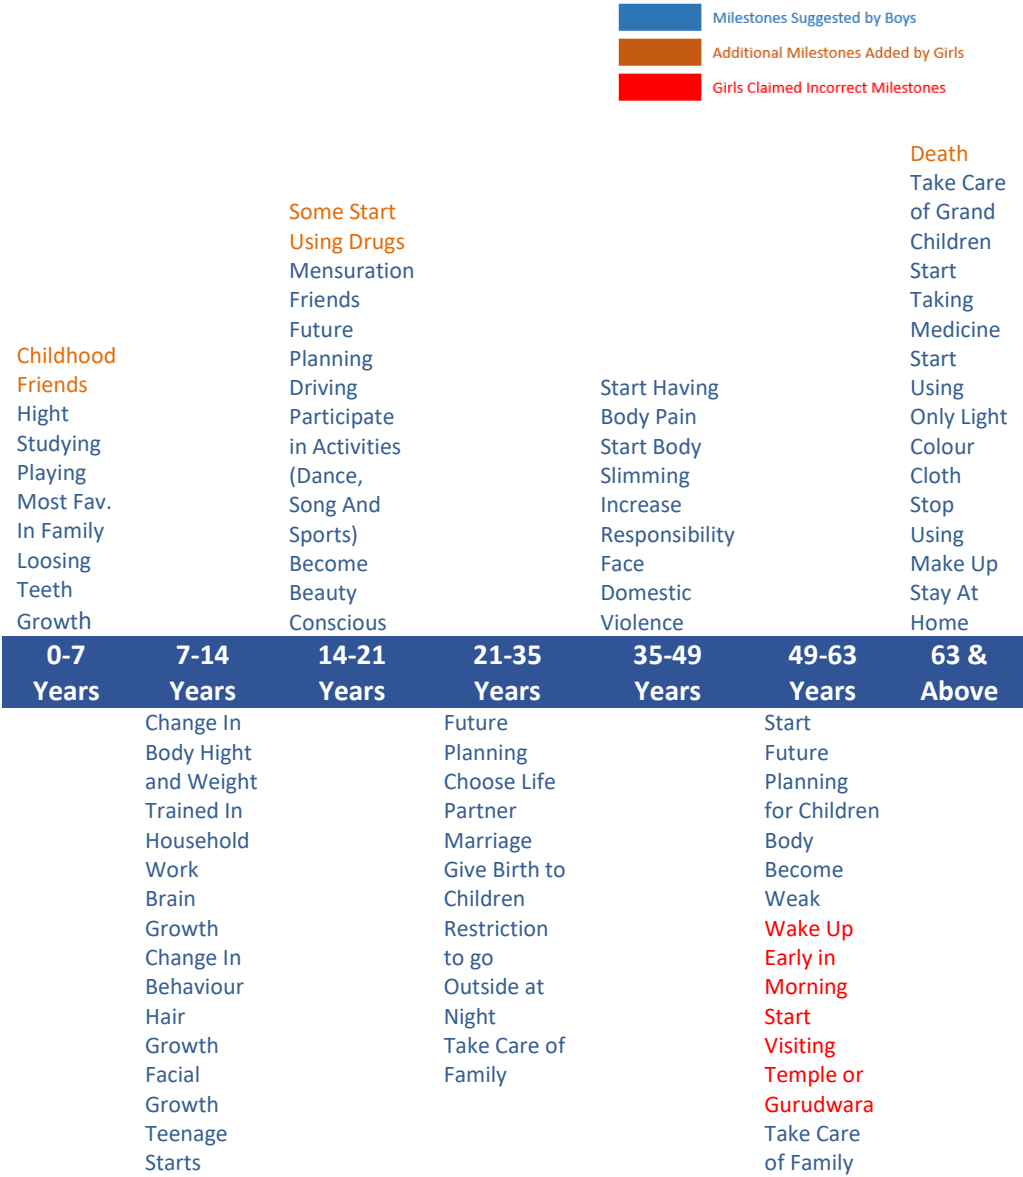 Milestones Suggested by Boys
Additional Milestones Added by Girls
Girls Claimed Incorrect Milestones
Childhood
Friends
Hight
Studying
Playing
Most Fav.
In Family
Loosing
Teeth
Growth
Some Start
Using Drugs
Mensuration
Friends
Future
Planning
Driving
Participate
in Activities
(Dance,
Song And
Sports)
Become
Beauty
Conscious
Start Having
Body Pain
Start Body
Slimming
Increase
Responsibility
Face
Domestic
Violence
Death
Take Care
of Grand
Children
Start
Taking
Medicine
Start
Using
Only Light
Colour
Cloth
Stop
Using
Make Up
Stay At
Home
0-7
Years
7-14
Years
14-21
Years
21-35
Years
35-49
Years
49-63
Years
63 &
Above
Change In
Body Hight
and Weight
Trained In
Household
Work
Brain
Growth
Change In
Behaviour
Hair
Growth
Facial
Growth
Teenage
Starts
Future
Planning
Choose Life
Partner
Marriage
Give Birth to
Children
Restriction
to go
Outside at
Night
Take Care of
Family
Start
Future
Planning
for Children
Body
Become
Weak
Wake Up
Early in
Morning
Start
Visiting
Temple or
Gurudwara
Take Care
of Family